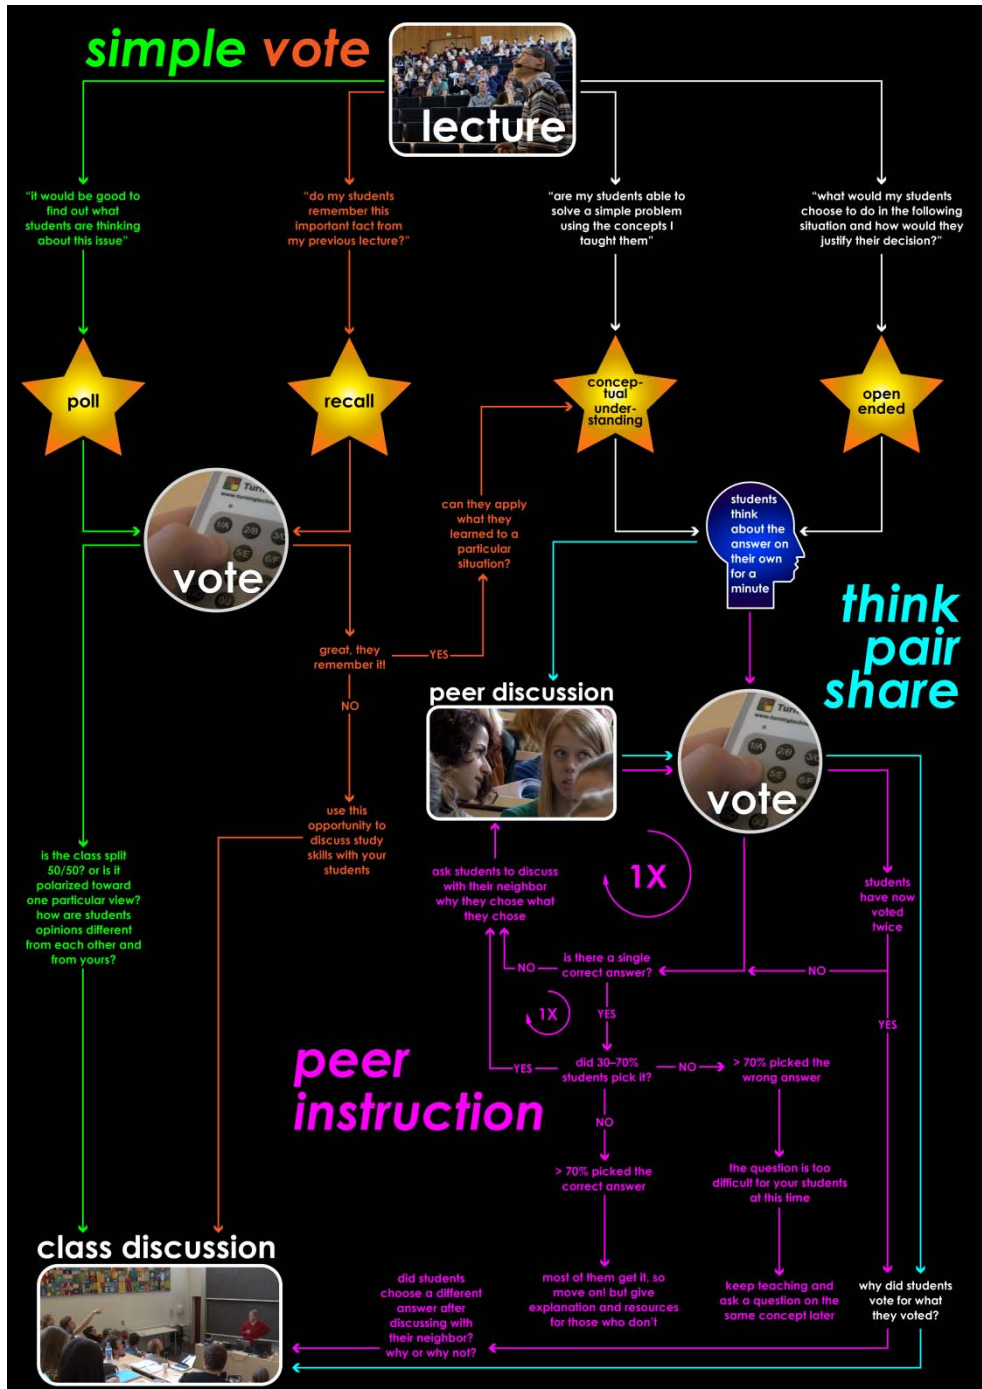 simple vote
lecture
"it would be good to
find out what
students are thinking
about this issue"
"do my students
remember this
important fact from
my previous lecture?"
"are my students able to
solve a simple problem
using the concepts I
taught them"
"what would my students
choose to do in the following
situation and how would they
justify their decision?"
poll
recall
concep-
tual
under-
standing
open
ended
vote
can they apply
what they
learned to a
particular
situation?
students
think
about the
answer on
their own
for a
minute
think
pair
share
great, they
remember it!
YES
NO
peer discussion
vote
use this
opportunity to
discuss study
skills with your
students
is the class split
50/50? or is it
polarized toward
one particular view?
how are students
opinions different
from each other and
from yours?
ask students to discuss
with their neighbor
why they chose what
they chose
1X
students
have now
voted
twice
NO
is there a single
correct answer?
NO
1X
YES
YES
peer
instruction
YES
did 30-70%
students pick it?
NO
> 70% picked the
wrong answer
NO
> 70% picked the
correct answer
the question is too
difficult for your students
at this time
class discussion
did students
choose a different
answer after
discussing with
their neighbor?
why or why not?
most of them get it, so
move on! but give
explanation and resources
for those who don't
keep teaching and
ask a question on the
same concept later
why did students
vote for what
they voted?